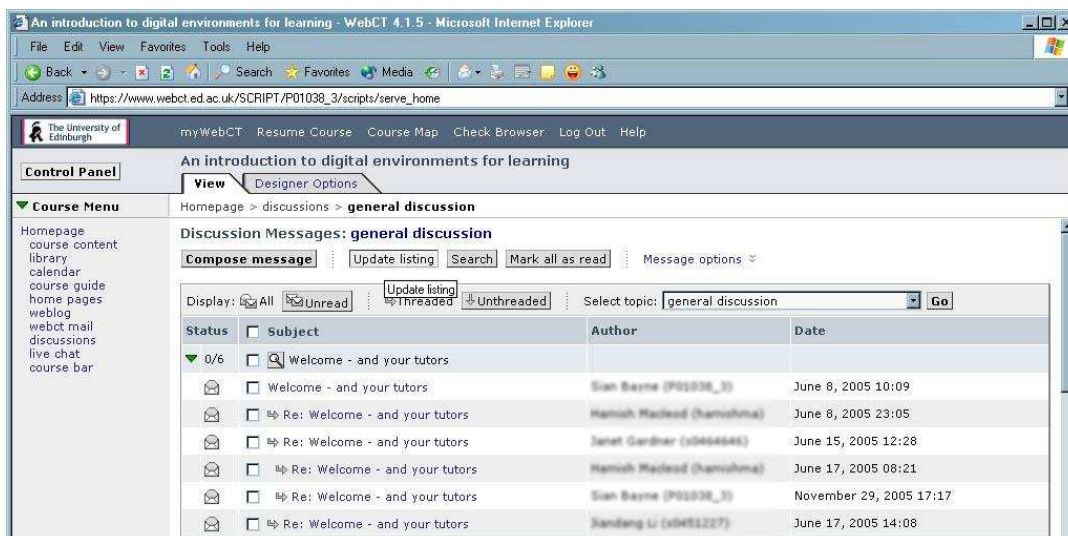 An introduction to digital environments for learning - WebCT 4.1.5 - Microsoft Internet Explorer
File Edit View Favorites Tools Help
Back Search Favorites Media
Address https://www.webct.ed.ac.uk/SCRIPT/P01038_3/scripts/serve_home
The University of Edinburgh
myWebCT Resume Course Course Map Check Browser Log Out Help
Control Panel
An introduction to digital environments for learning
View Designer Options
Course Menu
Homepage > discussions > general discussion
Homepage
course content
library
calendar
course guide
home pages
weblog
webct mail
discussions
live chat
course bar
Discussion Messages: general discussion
Compose message Update listing Search Mark all as read Message options
Update listing
Display: All Unread Threaded Unthreaded Select topic: general discussion Go
Status Subject Author Date
0/6 Welcome - and your tutors
Welcome - and your tutors June 8, 2005 10:09
Re: Welcome - and your tutors June 8, 2005 23:05
Re: Welcome - and your tutors June 15, 2005 12:28
Re: Welcome - and your tutors June 17, 2005 08:21
Re: Welcome - and your tutors November 29, 2005 17:17
Re: Welcome - and your tutors June 17, 2005 14:08